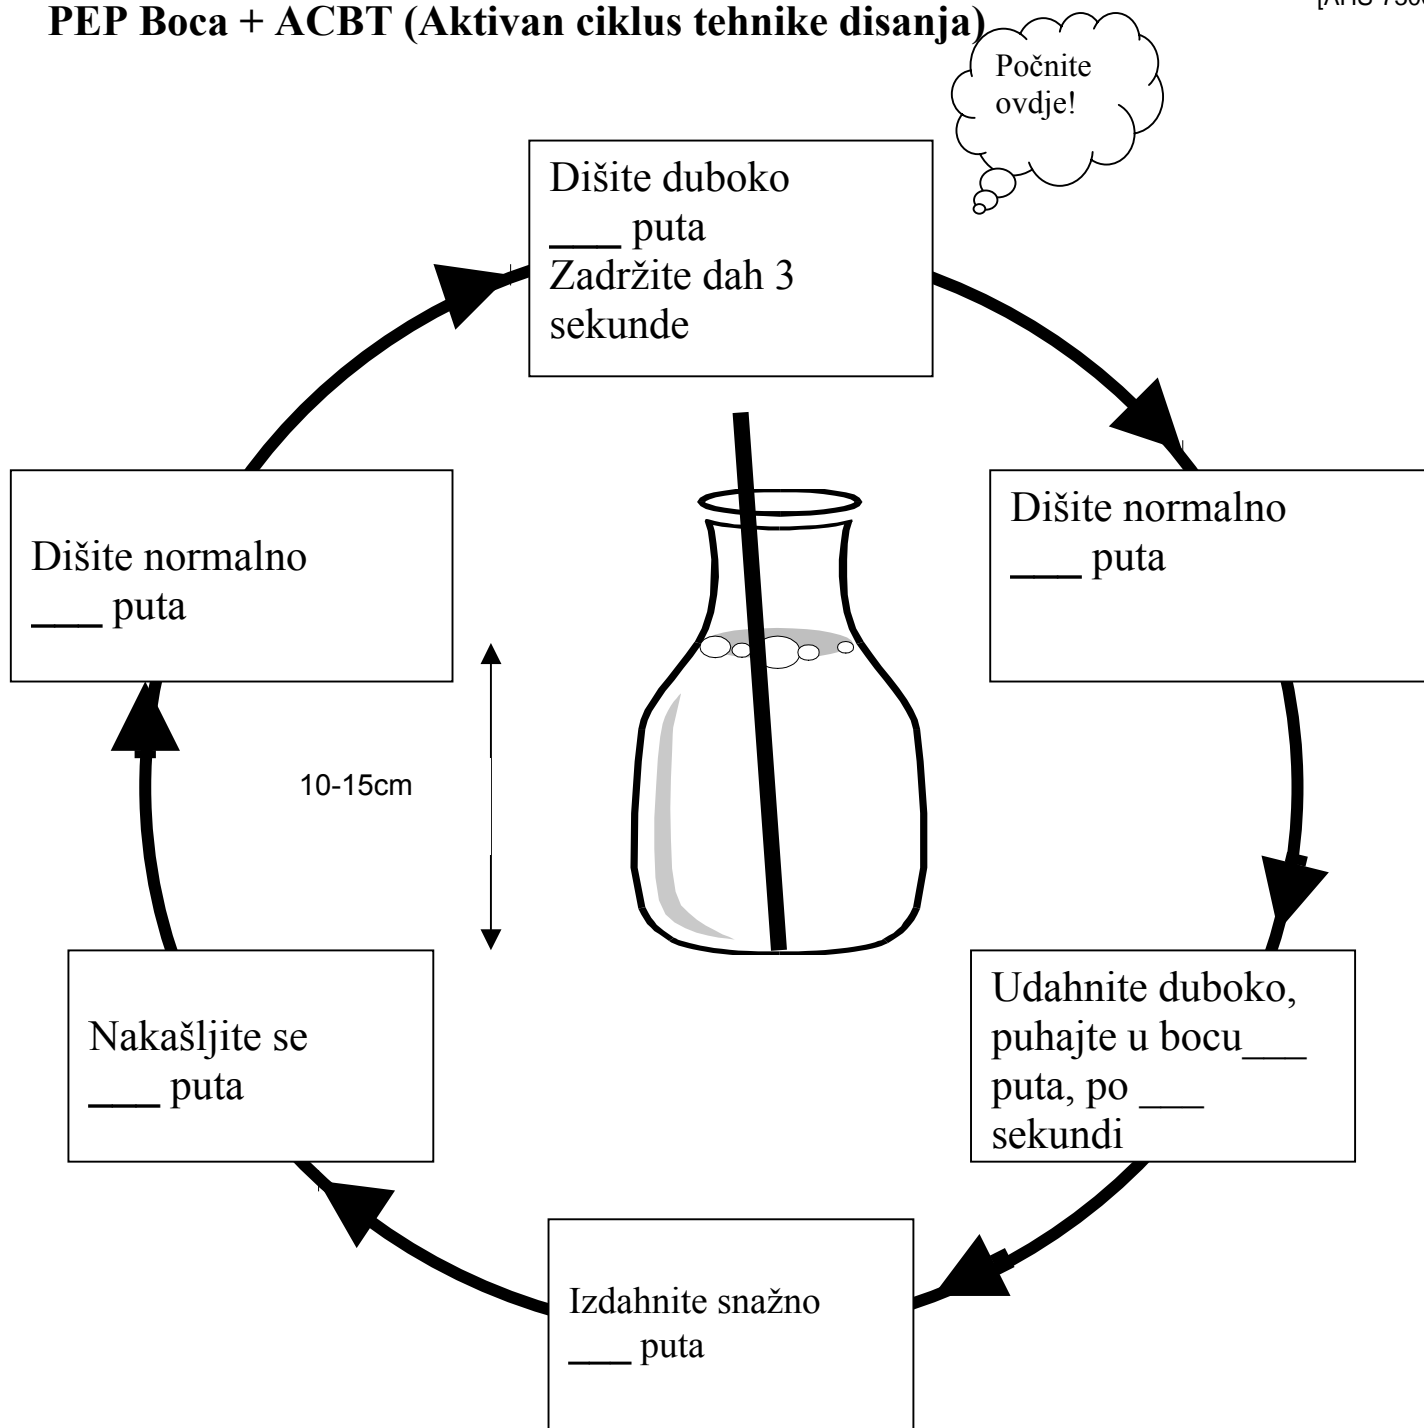 PEP Boca + ACBT (Aktivan ciklus tehnike disanja)
Počnite
ovdje!
Dišite duboko
___ puta
Zadržite dah 3
sekunde
Dišite normalno
___ puta
Udahnite duboko,
puhajte u bocu___
puta, po ___
sekundi
Izdahnite snažno
___ puta
Nakašljite se
___ puta
Dišite normalno
___ puta
10-15cm